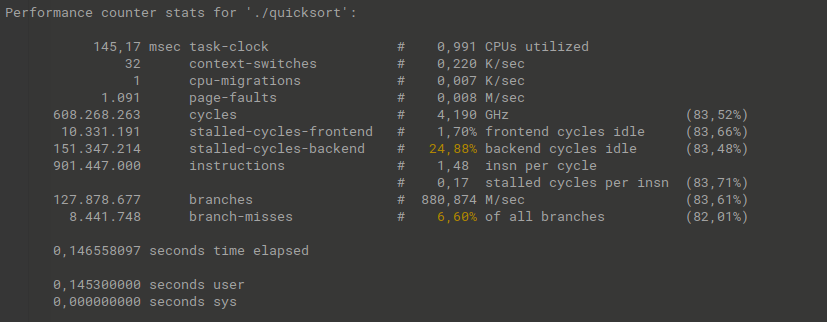 Performance counter stats for './quicksort':
145,17 msec task-clock # 0,991 CPUs utilized
32 context-switches # 0,220 K/sec
1 cpu-migrations # 0,007 K/sec
1.091 page-faults # 0,008 M/sec
608.268.263 cycles # 4,190 GHz (83,52%)
10.331.191 stalled-cycles-frontend # 1,70% frontend cycles idle (83,66%)
151.347.214 stalled-cycles-backend # 24,88% backend cycles idle (83,48%)
901.447.000 instructions # 1,48 insn per cycle
# 0,17 stalled cycles per insn (83,71%)
127.878.677 branches # 880,874 M/sec (83,61%)
8.441.748 branch-misses # 6,60% of all branches (82,01%)
0,146558097 seconds time elapsed
0,145300000 seconds user
0,000000000 seconds sys